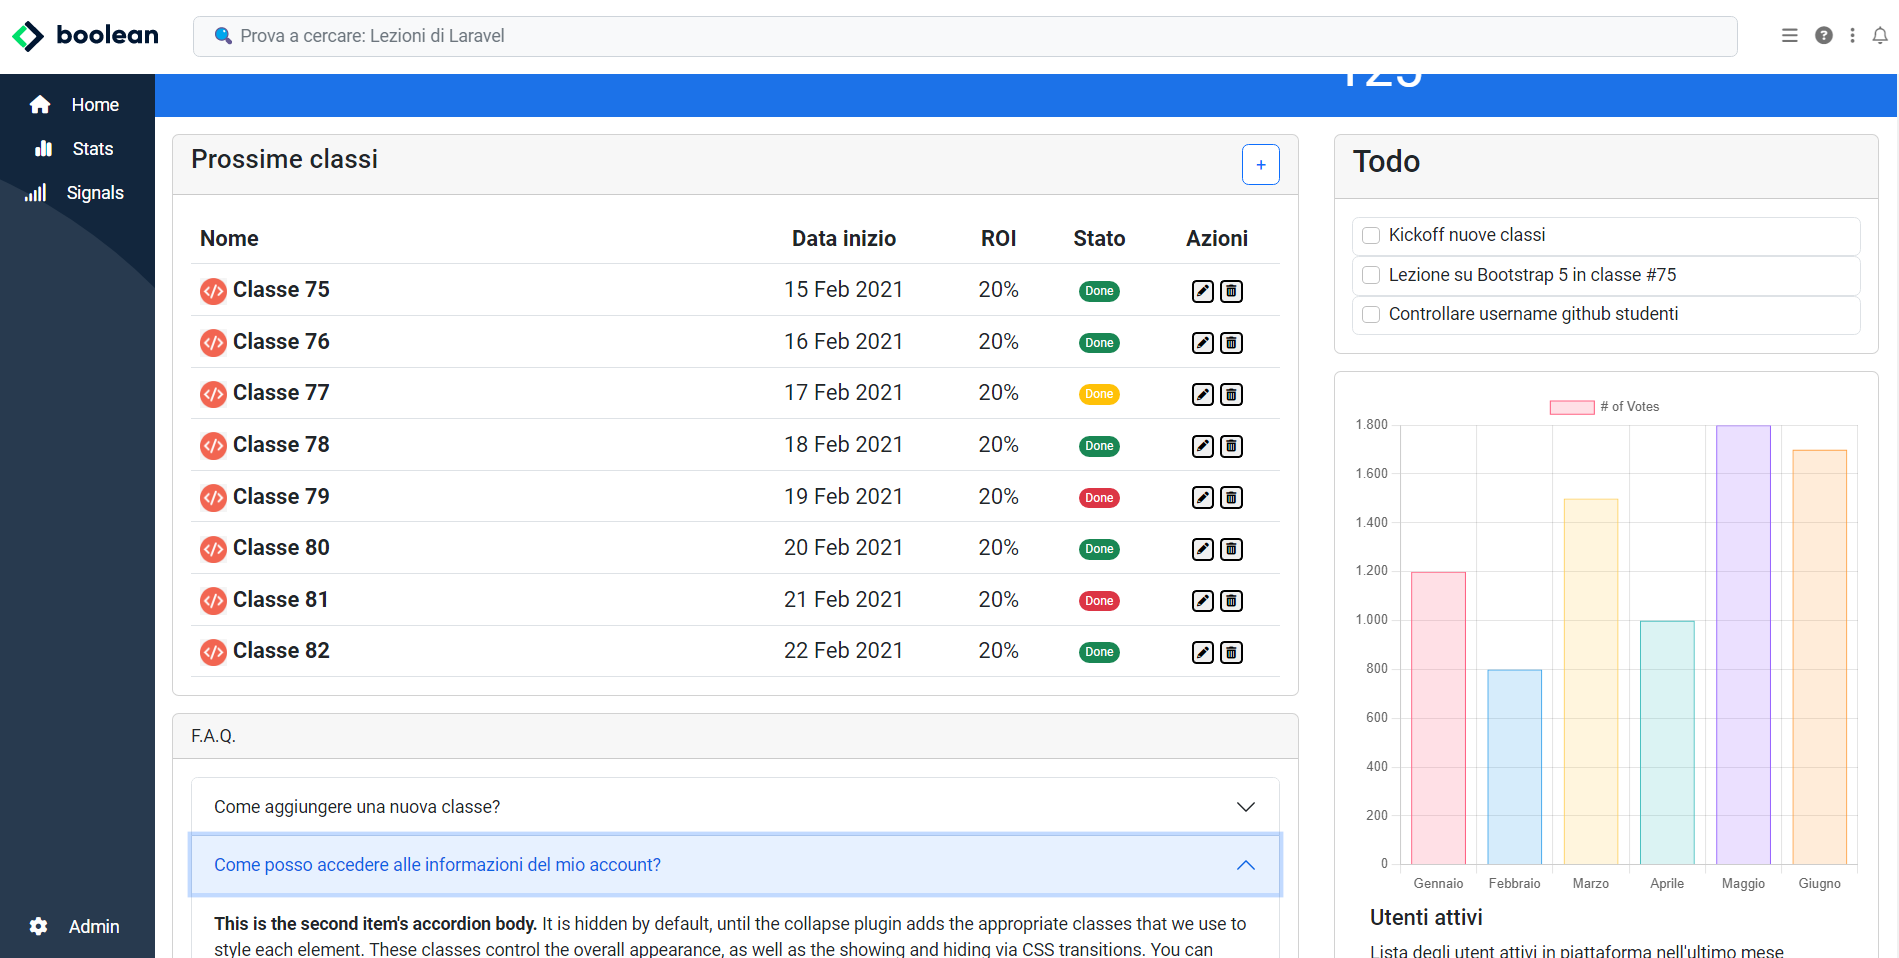 boolean
Prova a cercare: Lezioni di Laravel
Home
Stats
Signals
Admin
Prossime classi
+
Nome Data inizio ROI Stato Azioni
Classe 75 15 Feb 2021 20% Done
Classe 76 16 Feb 2021 20% Done
Classe 77 17 Feb 2021 20% Done
Classe 78 18 Feb 2021 20% Done
Classe 79 19 Feb 2021 20% Done
Classe 80 20 Feb 2021 20% Done
Classe 81 21 Feb 2021 20% Done
Classe 82 22 Feb 2021 20% Done
F.A.Q.
Come aggiungere una nuova classe?
Come posso accedere alle informazioni del mio account?
This is the second item's accordion body. It is hidden by default, until the collapse plugin adds the appropriate classes that we use to
style each element. These classes control the overall appearance, as well as the showing and hiding via CSS transitions. You can
Todo
Kickoff nuove classi
Lezione su Bootstrap 5 in classe #75
Controllare username github studenti
# of Votes
1.800
1.600
1.400
1.200
1.000
800
600
400
200
0
Gennaio Febbraio Marzo Aprile Maggio Giugno
Utenti attivi
Lista degli utent attivi in piattaforma nell'ultimo mese